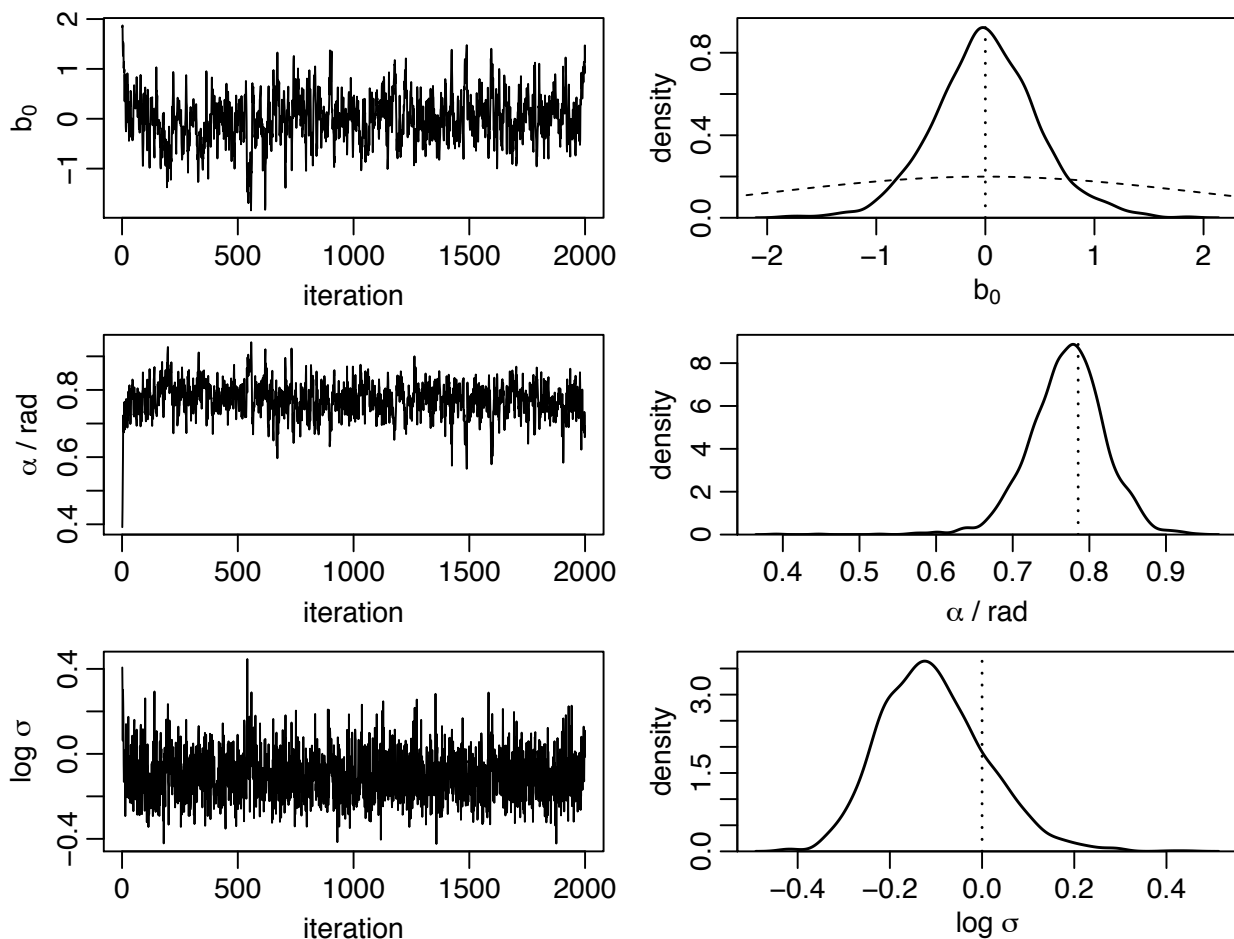 b0
−1 0 1 2
0 500 1000 1500 2000
iteration
density
0.0 0.4 0.8
−2 −1 0 1 2
b0
α / rad
0.4 0.6 0.8
0 500 1000 1500 2000
iteration
density
0 2 4 6 8
0.4 0.5 0.6 0.7 0.8 0.9
α / rad
log σ
−0.4 0.0 0.4
0 500 1000 1500 2000
iteration
density
0.0 1.5 3.0
−0.4 −0.2 0.0 0.2 0.4
log σ